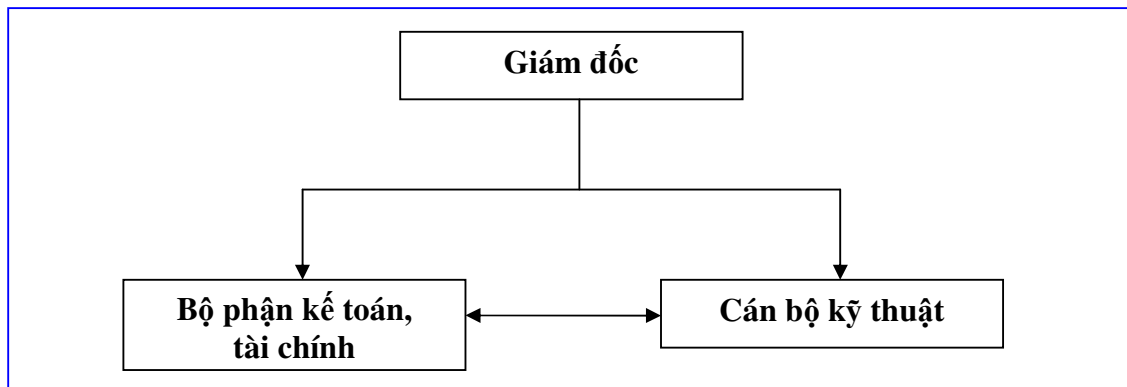 Giám đốc
Bộ phận kế toán,
tài chính
Cán bộ kỹ thuật